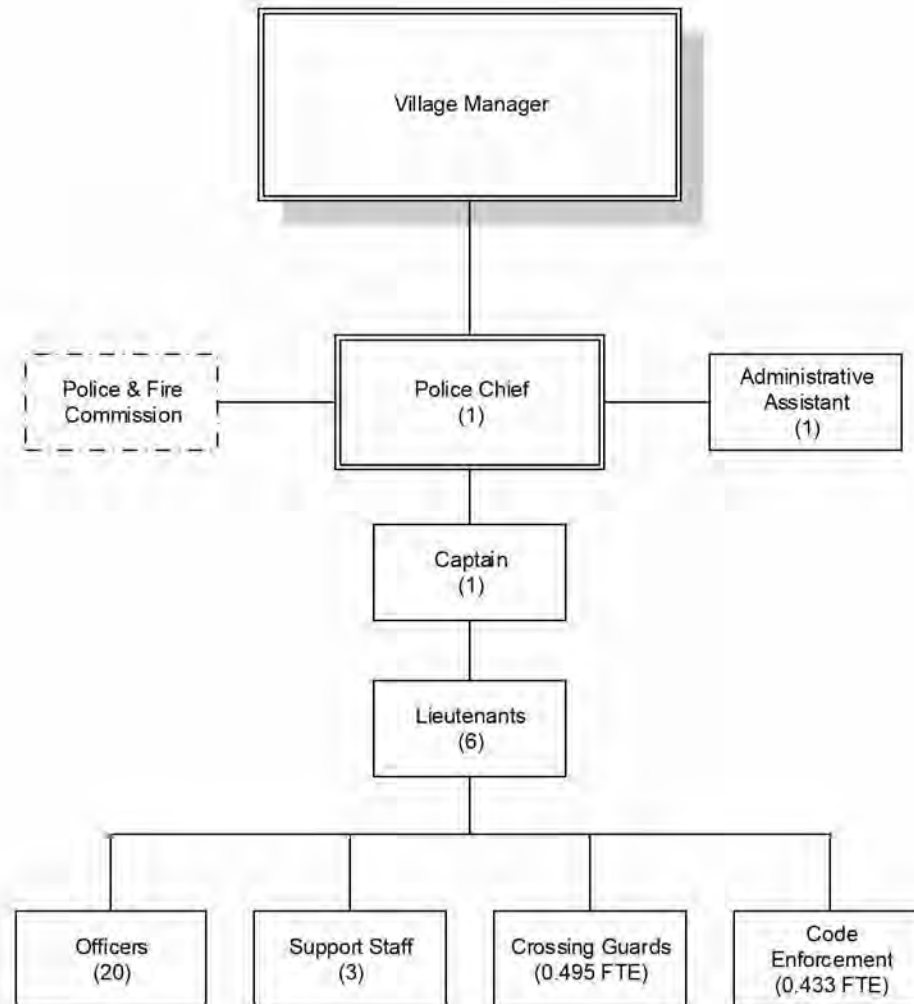 Village Manager
Police & Fire
Commission
Police Chief
(1)
Administrative
Assistant
(1)
Captain
(1)
Lieutenants
(6)
Officers
(20)
Support Staff
(3)
Crossing Guards
(0.495 FTE)
Code
Enforcement
(0.433 FTE)